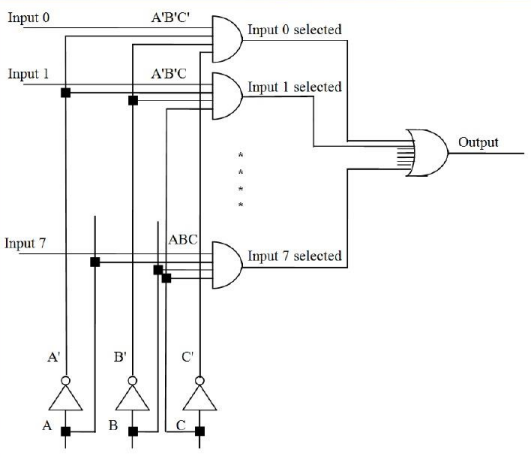 Input 0 A'B'C'
Input 0 selected
Input 1 A'B'C
Input 1 selected
Output
*
*
*
*
Input 7 ABC
Input 7 selected
A' B' C'
A B C